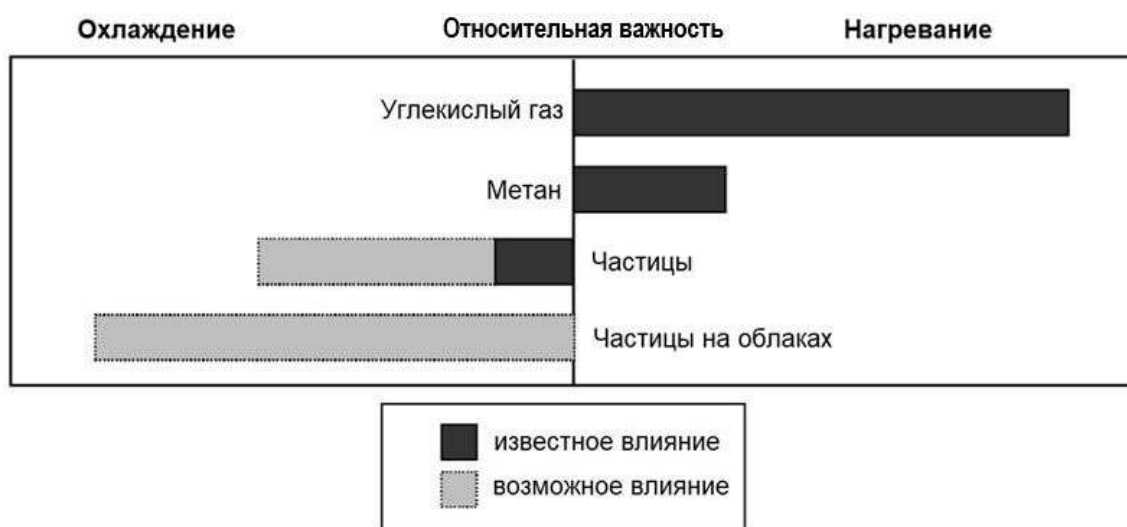 Охлаждение Относительная важность Нагревание
Углекислый газ
Метан
Частицы
Частицы на облаках
известное влияние
возможное влияние